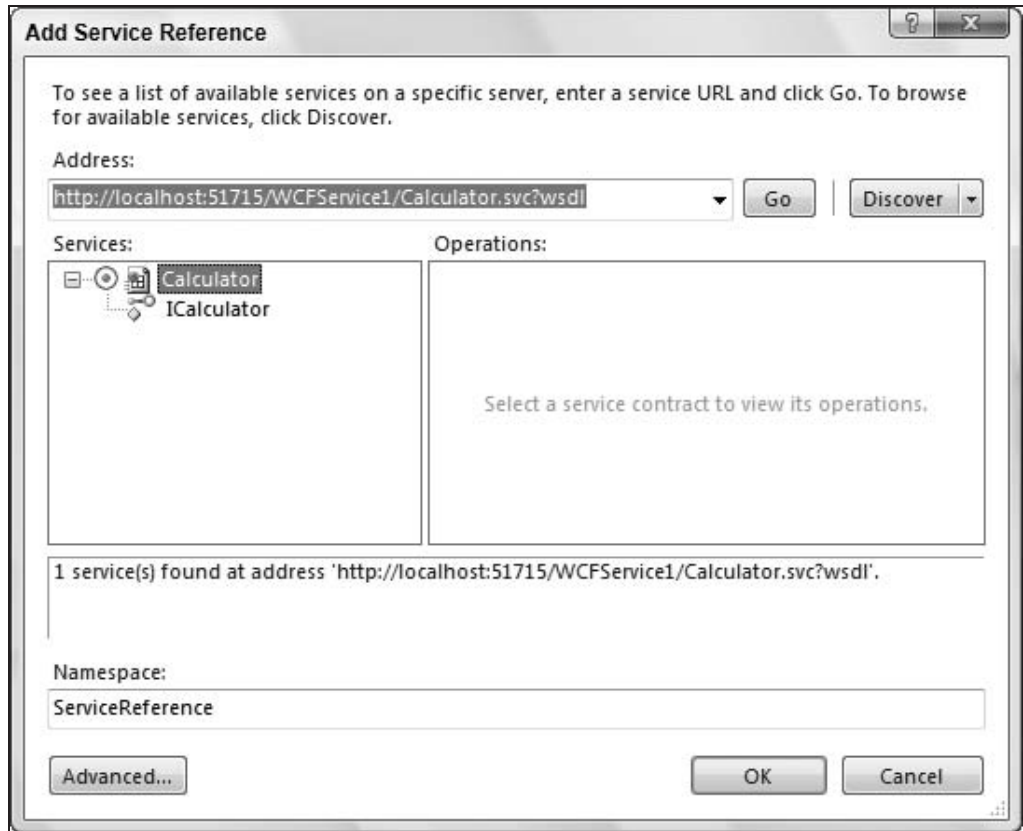 Add Service Reference
To see a list of available services on a specific server, enter a service URL and click Go. To browse
for available services, click Discover.
Address:
http://localhost:51715/WCFService1/Calculator.svc?wsdl
Go
Discover
Services:
Operations:
Calculator
ICalculator
Select a service contract to view its operations.
1 service(s) found at address 'http://localhost:51715/WCFService1/Calculator.svc?wsdl'.
Namespace:
ServiceReference
Advanced...
OK
Cancel